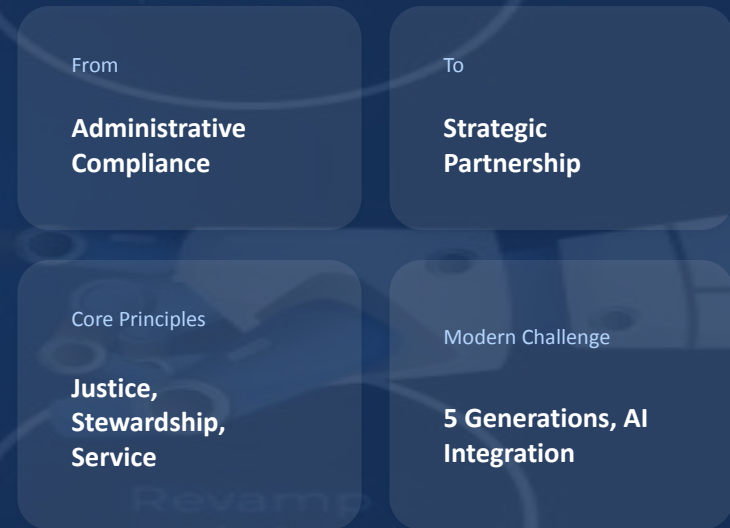 From
Administrative
Compliance
To
Strategic
Partnership
Core Principles
Justice,
Stewardship,
Service
Modern Challenge
5 Generations, AI
Integration
Revamp